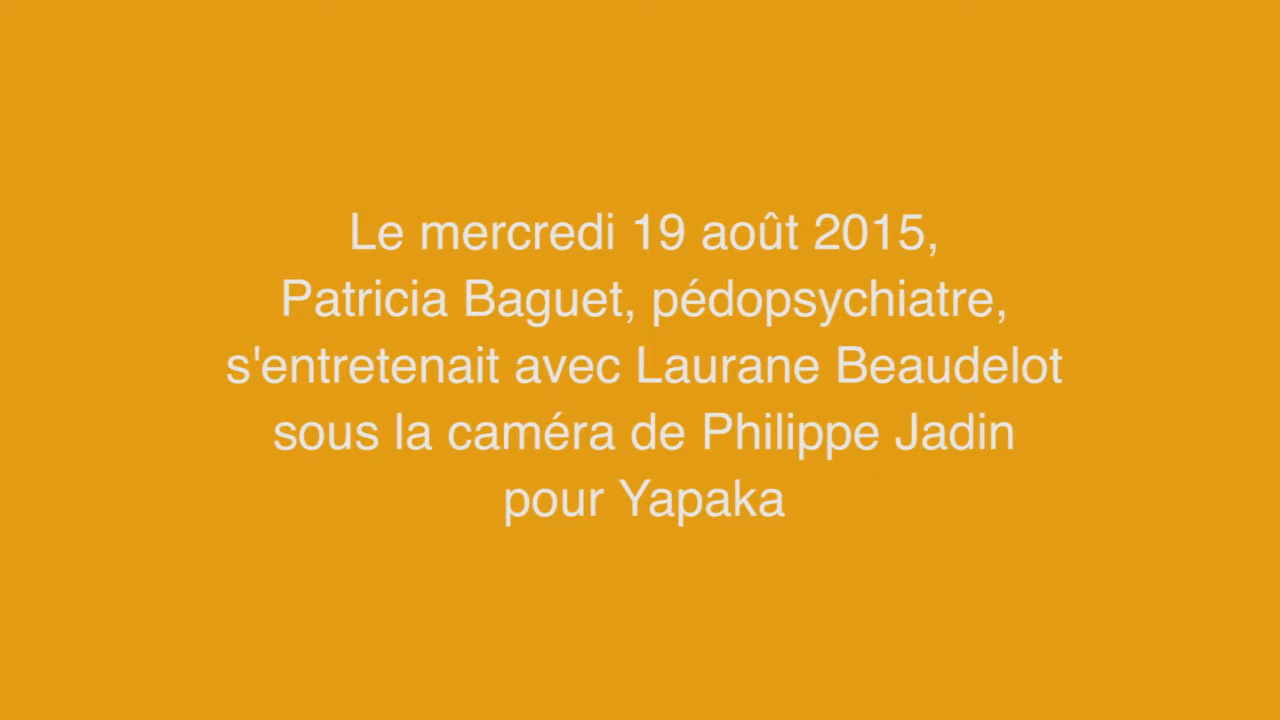 Le mercredi 19 août 2015,
Patricia Baguet, pédopsychiatre,
s'entretenait avec Laurane Beaudelot
sous la caméra de Philippe Jadin
pour Yapaka